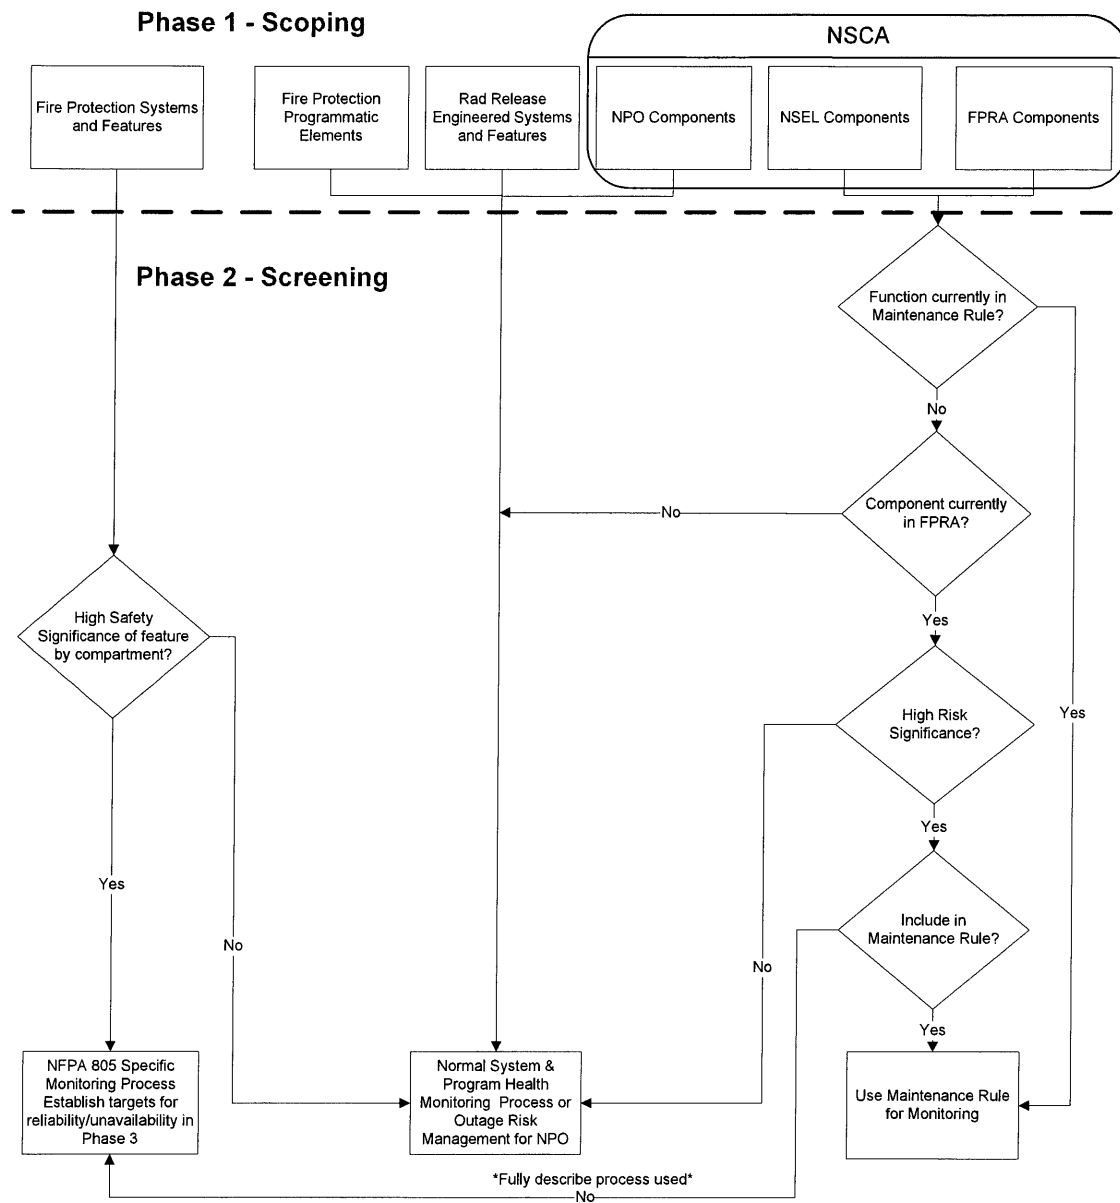 Phase 1 - Scoping
NSCA
Fire Protection Systems
and Features
Fire Protection
Programmatic
Elements
Rad Release
Engineered Systems
and Features
NPO Components
NSEL Components
FPRA Components
Phase 2 - Screening
Function currently in
Maintenance Rule?
No
Component currently
in FPRA?
No
Yes
High Safety
Significance of feature
by compartment?
High Risk
Significance?
Yes
Yes
Yes
Include in
Maintenance Rule?
No
No
Yes
NFPA 805 Specific
Monitoring Process
Establish targets for
reliability/unavailability in
Phase 3
Normal System &
Program Health
Monitoring Process or
Outage Risk
Management for NPO
Use Maintenance Rule
for Monitoring
*Fully describe process used*
No